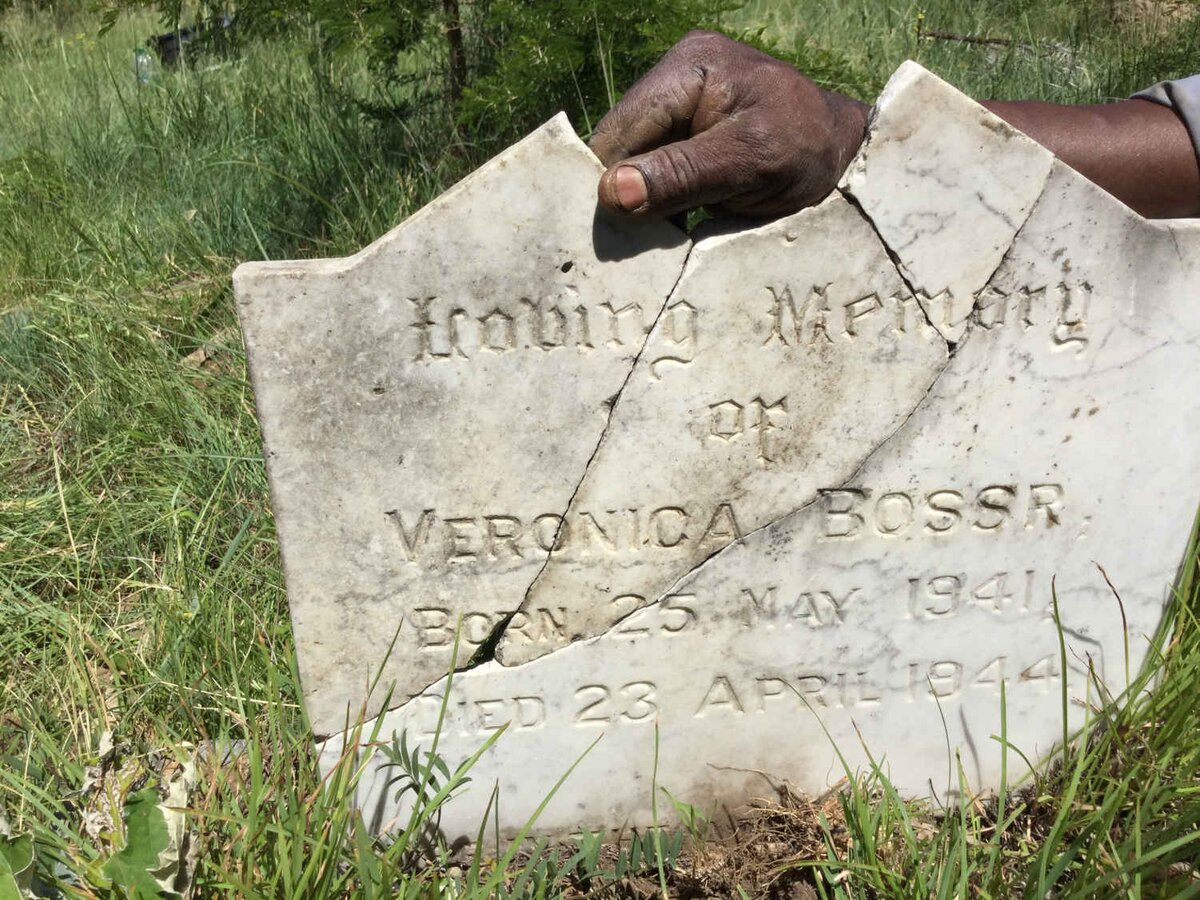 Loving Memory
of
VERONICA BOSSR,
BORN 25 MAY 1941,
DIED 23 APRIL 1944